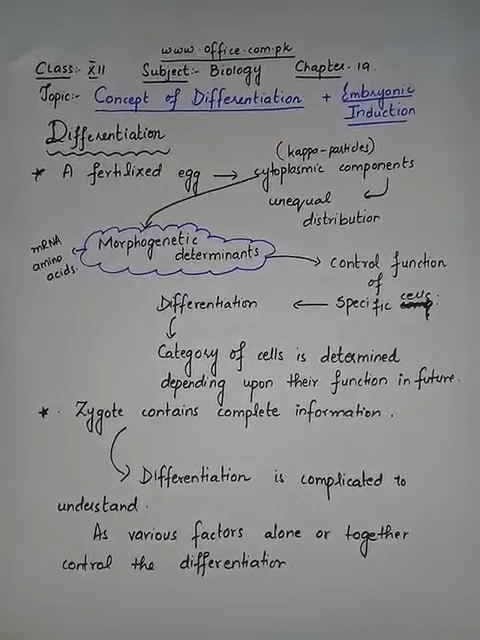 www.office.com.pk
Class:- XII Subject:- Biology Chapter- 19.
Topic:- Concept of Differentiation + Embryonic Induction
Differentiation
* A fertilized egg → cytoplasmic components
(kappa-particles)
unequal
distribution
Morphogenetic
determinants
mRNA
amino
acids.
control function
of
specific cells:
Differentiation
Category of cells is determined
depending upon their function in future.
* . Zygote contains complete information .
Differentiation is complicated to
understand.
As various factors alone or together
control the differentiation